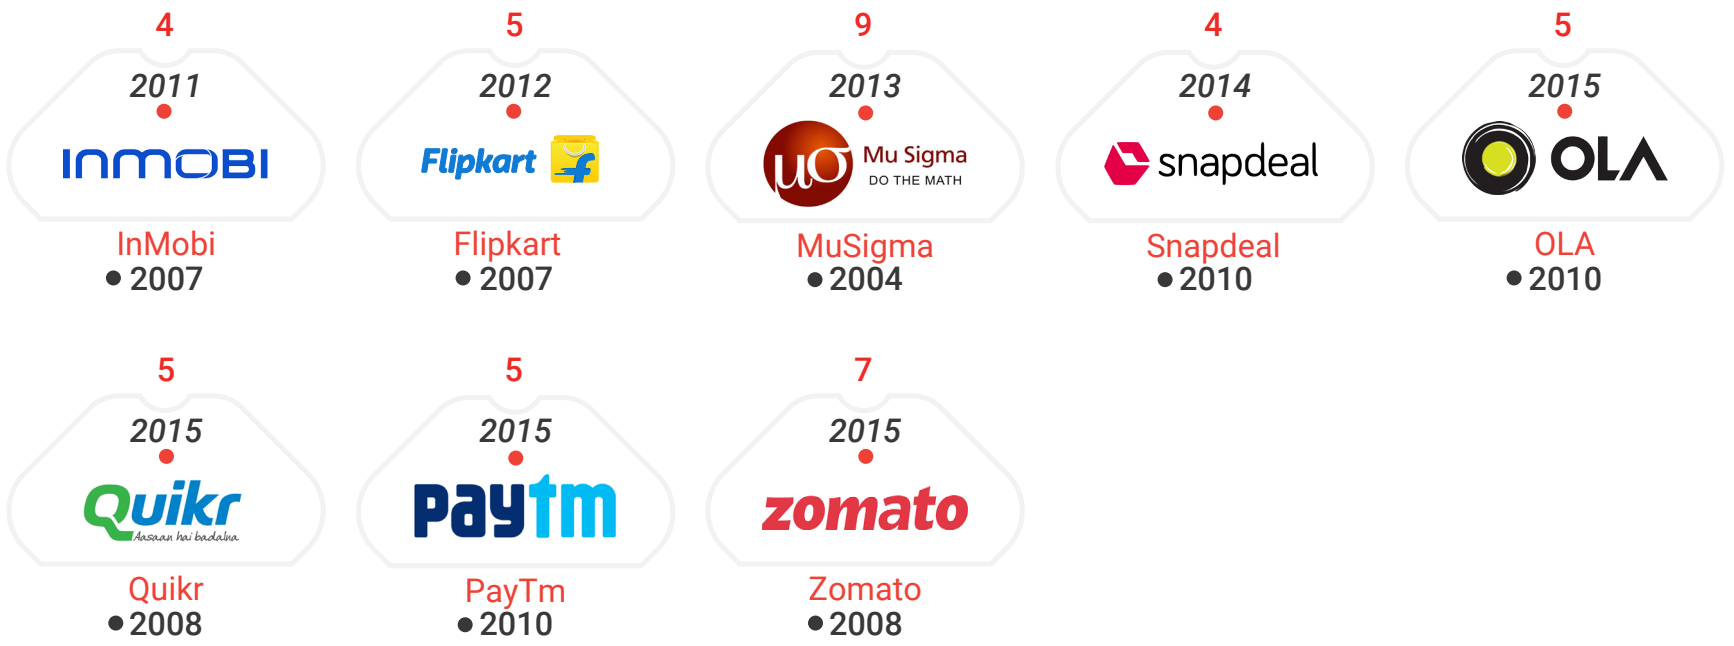 4
2011
INMOBI
InMobi
2007
5
2012
Flipkart
f
Flipkart
2007
9
2013
μσ
Mu Sigma
DO THE MATH
MuSigma
2004
4
2014
snapdeal
Snapdeal
2010
5
2015
OLA
OLA
2010
5
2015
Quikr
Aasaan hai badalna
Quikr
2008
5
2015
paytm
PayTm
2010
7
2015
zomato
Zomato
2008